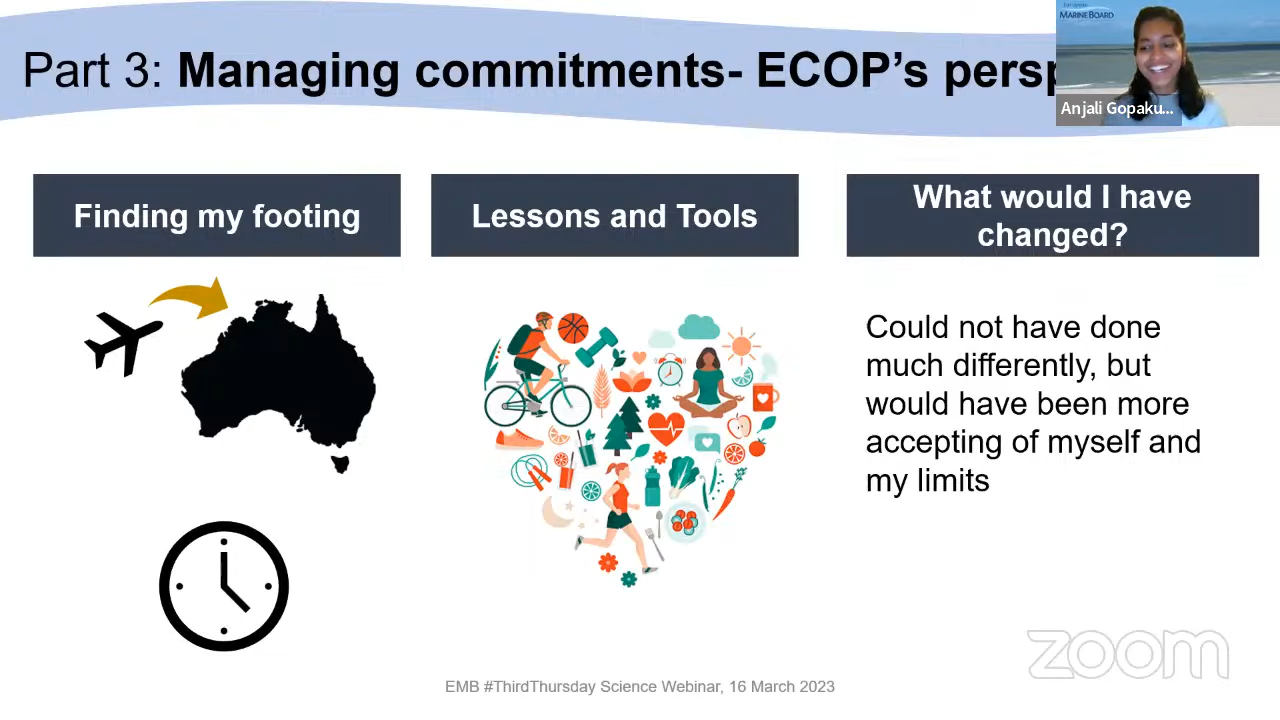 Part 3: Managing commitments- ECOP's persp
MARINE BOARD
Anjali Gopaku...
Finding my footing
Lessons and Tools
What would I have
changed?
Could not have done
much differently, but
would have been more
accepting of myself and
my limits
zoom
EMB #ThirdThursday Science Webinar, 16 March 2023